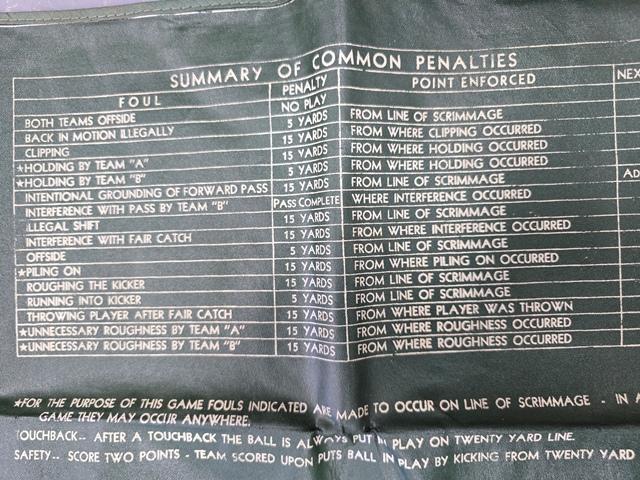 SUMMARY OF COMMON PENALTIES
FOUL PENALTY POINT ENFORCED NEX
BOTH TEAMS OFFSIDE NO PLAY
BACK IN MOTION ILLEGALLY 5 YARDS FROM LINE OF SCRIMMAGE
CLIPPING 15 YARDS FROM WHERE CLIPPING OCCURRED
★HOLDING BY TEAM "A" 15 YARDS FROM WHERE HOLDING OCCURRED
★HOLDING BY TEAM "B" 5 YARDS FROM WHERE HOLDING OCCURRED
INTENTIONAL GROUNDING OF FORWARD PASS 15 YARDS FROM LINE OF SCRIMMAGE AD
INTERFERENCE WITH PASS BY TEAM "B" PASS COMPLETE WHERE INTERFERENCE OCCURRED
ILLEGAL SHIFT 15 YARDS FROM LINE OF SCRIMMAGE
INTERFERENCE WITH FAIR CATCH 15 YARDS FROM WHERE INTERFERENCE OCCURRED
OFFSIDE 5 YARDS FROM LINE OF SCRIMMAGE
★PILING ON 15 YARDS FROM WHERE PILING ON OCCURRED
ROUGHING THE KICKER 15 YARDS FROM LINE OF SCRIMMAGE
RUNNING INTO KICKER 5 YARDS FROM LINE OF SCRIMMAGE
THROWING PLAYER AFTER FAIR CATCH 15 YARDS FROM WHERE PLAYER WAS THROWN
★UNNECESSARY ROUGHNESS BY TEAM "A" 15 YARDS FROM WHERE ROUGHNESS OCCURRED
★UNNECESSARY ROUGHNESS BY TEAM "B" 15 YARDS FROM WHERE ROUGHNESS OCCURRED
★FOR THE PURPOSE OF THIS GAME FOULS INDICATED ARE MADE TO OCCUR ON LINE OF SCRIMMAGE - IN A
GAME THEY MAY OCCUR ANYWHERE.
TOUCHBACK-- AFTER A TOUCHBACK THE BALL IS ALWAYS PUT IN PLAY ON TWENTY YARD LINE.
SAFETY-- SCORE TWO POINTS - TEAM SCORED UPON PUTS BALL IN PLAY BY KICKING FROM TWENTY YARD